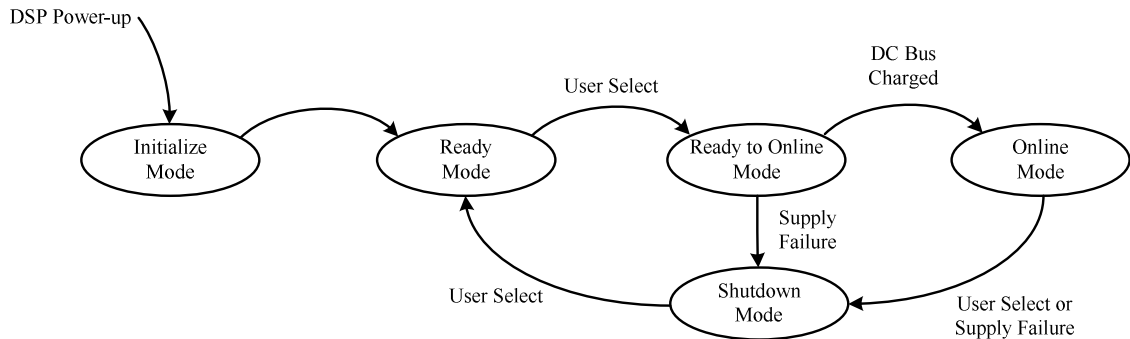 DSP Power-up
User Select
DC Bus
Charged
Initialize
Mode
Ready
Mode
Ready to Online
Mode
Online
Mode
Supply
Failure
User Select
Shutdown
Mode
User Select or
Supply Failure